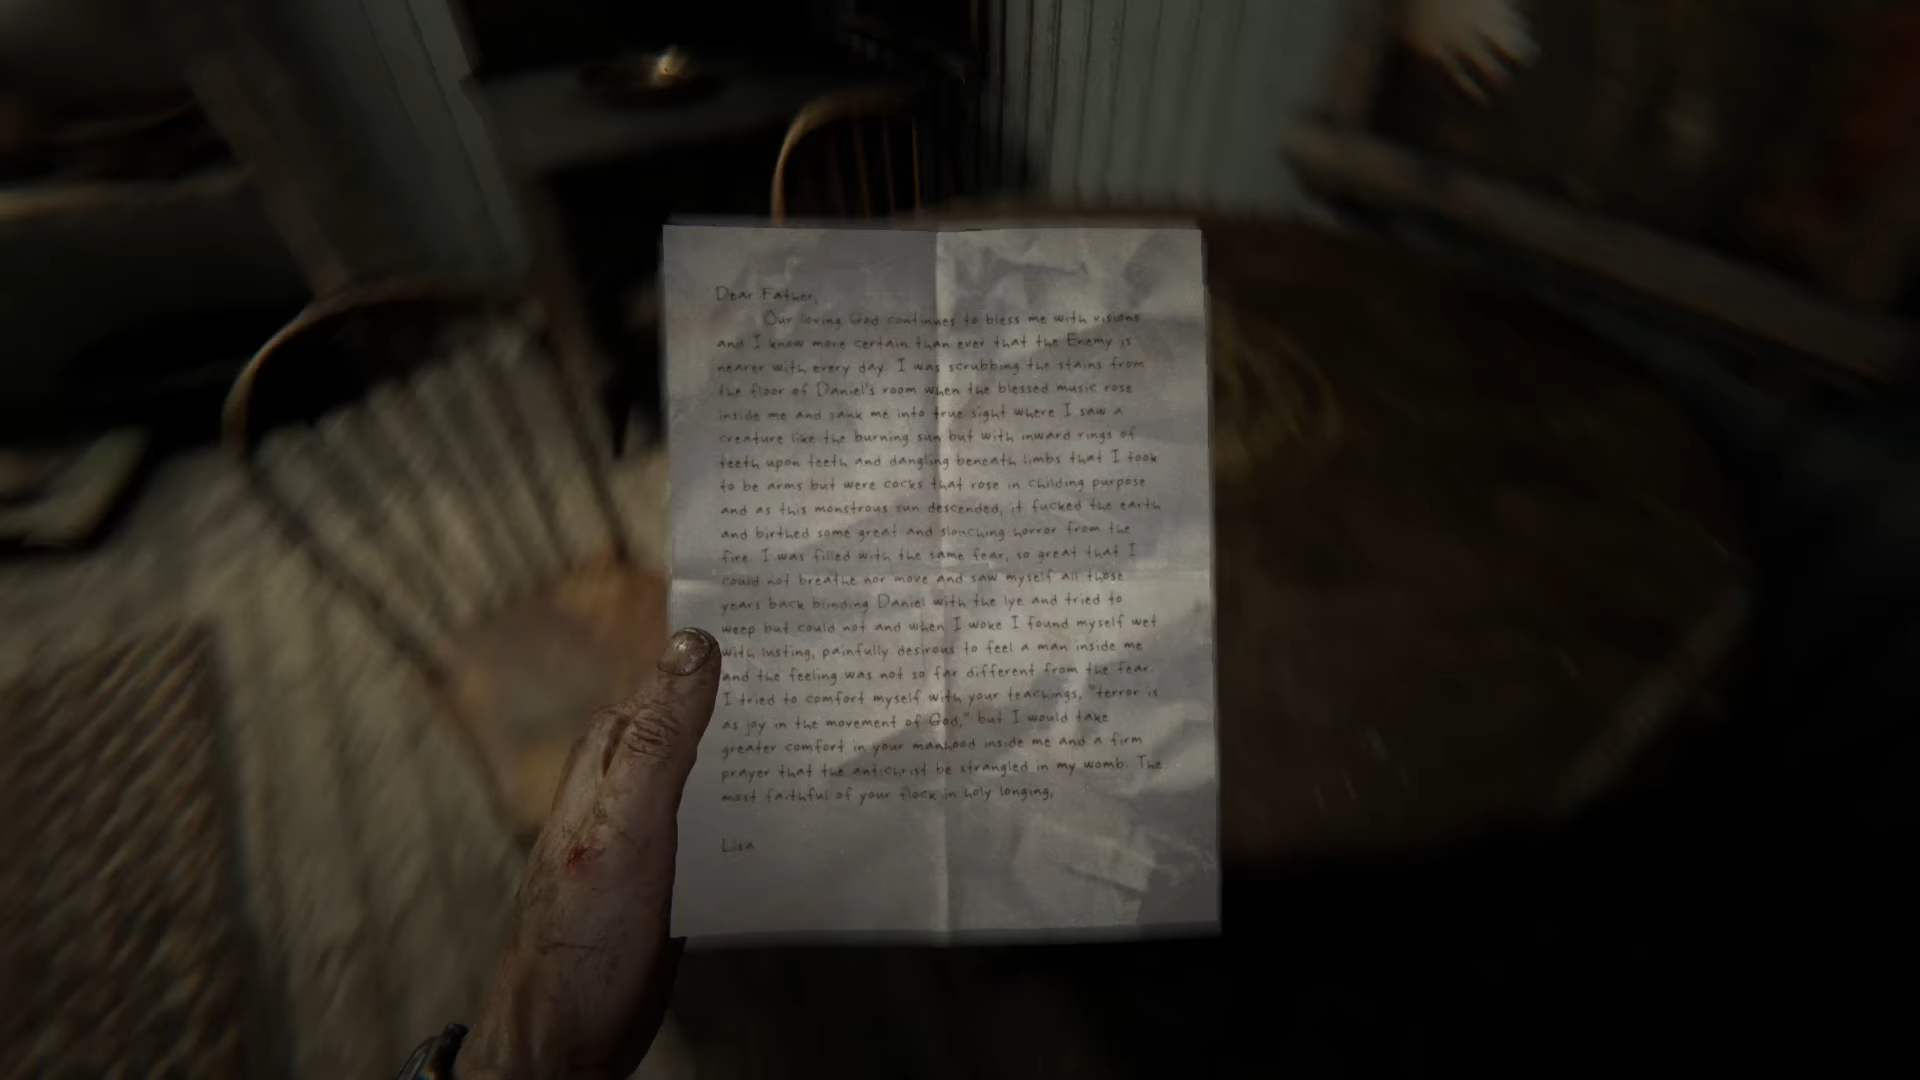 Dear Father,
Our loving God continues to bless me with visions
and I know more certain than ever that the Enemy is
nearer with every day. I was scrubbing the stains from
the floor of Daniel's room when the blessed music rose
inside me and sank me into true sight where I saw a
creature like the burning sun but with inward rings of
teeth upon teeth and dangling beneath limbs that I took
to be arms but were cocks that rose in childing purpose
and as this monstrous sun descended, it fucked the earth
and birthed some great and slouching horror from the
fire. I was filled with the same fear, so great that I
could not breathe nor move and saw myself all those
years back blinding Daniel with the lye and tried to
weep but could not and when I woke I found myself wet
with lusting, painfully desirous to feel a man inside me
and the feeling was not so far different from the fear.
I tried to comfort myself with your teachings, "terror is
as joy in the movement of God," but I would take
greater comfort in your manhood inside me and a firm
prayer that the antichrist be strangled in my womb. The
most faithful of your flock in holy longing,
Lisa